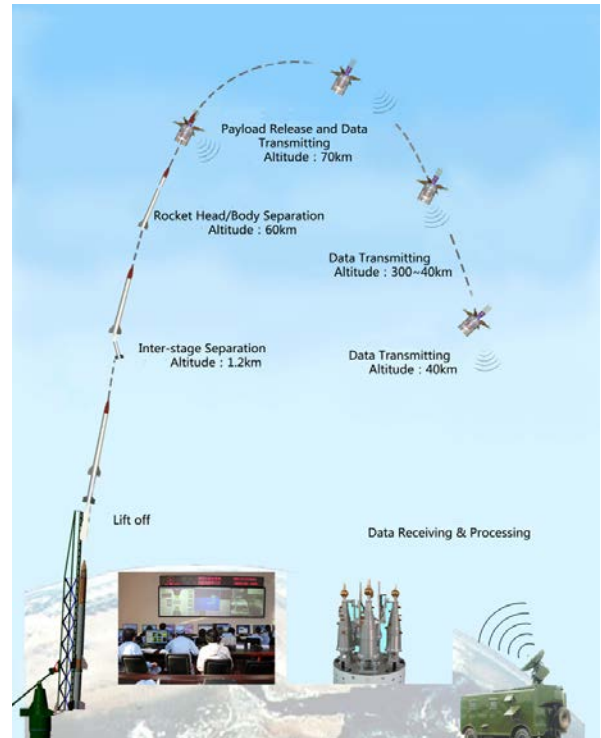 Payload Release and Data
Transmitting
Altitude：70km
Rocket Head/Body Separation
Altitude：60km
Data Transmitting
Altitude：300~40km
Inter-stage Separation
Altitude：1.2km
Data Transmitting
Altitude：40km
Lift off
Data Receiving & Processing